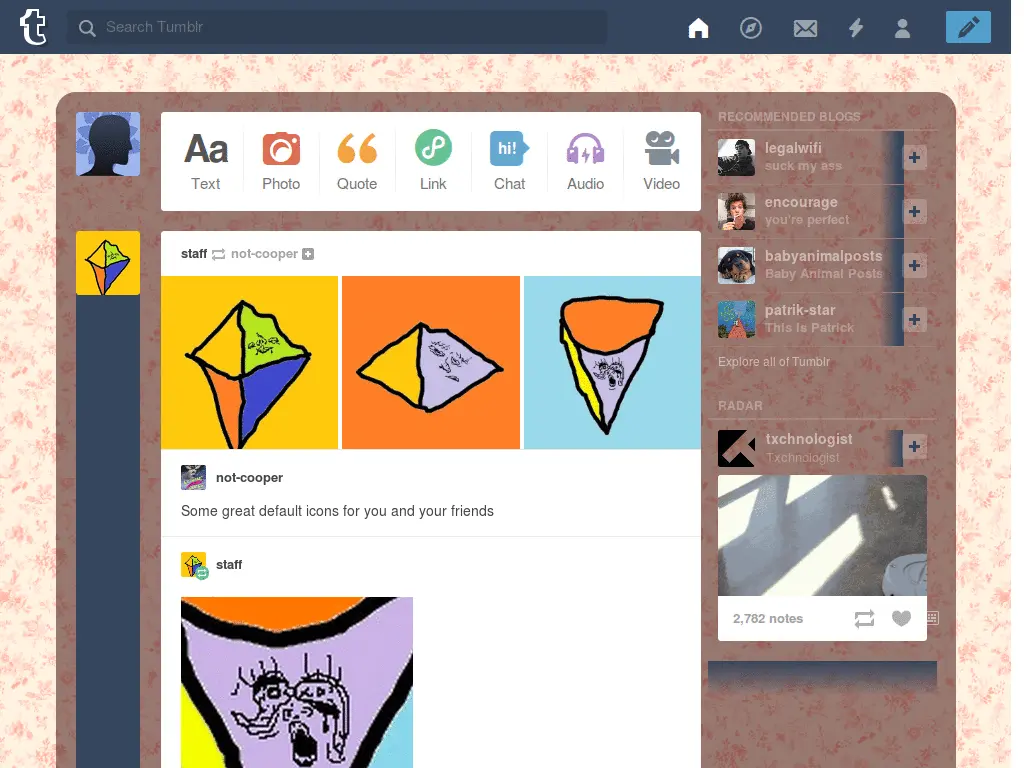 t
Search Tumblr
Aa
hi!
Text
Photo
Quote
Link
Chat
Audio
Video
staff not-cooper
not-cooper
Some great default icons for you and your friends
staff
RECOMMENDED BLOGS
legalwifi
suck my ass
encourage
you're perfect
babyanimalposts
Baby Animal Posts
patrik-star
This Is Patrick
Explore all of Tumblr
RADAR
txchnologist
Txchnologist
2,782 notes